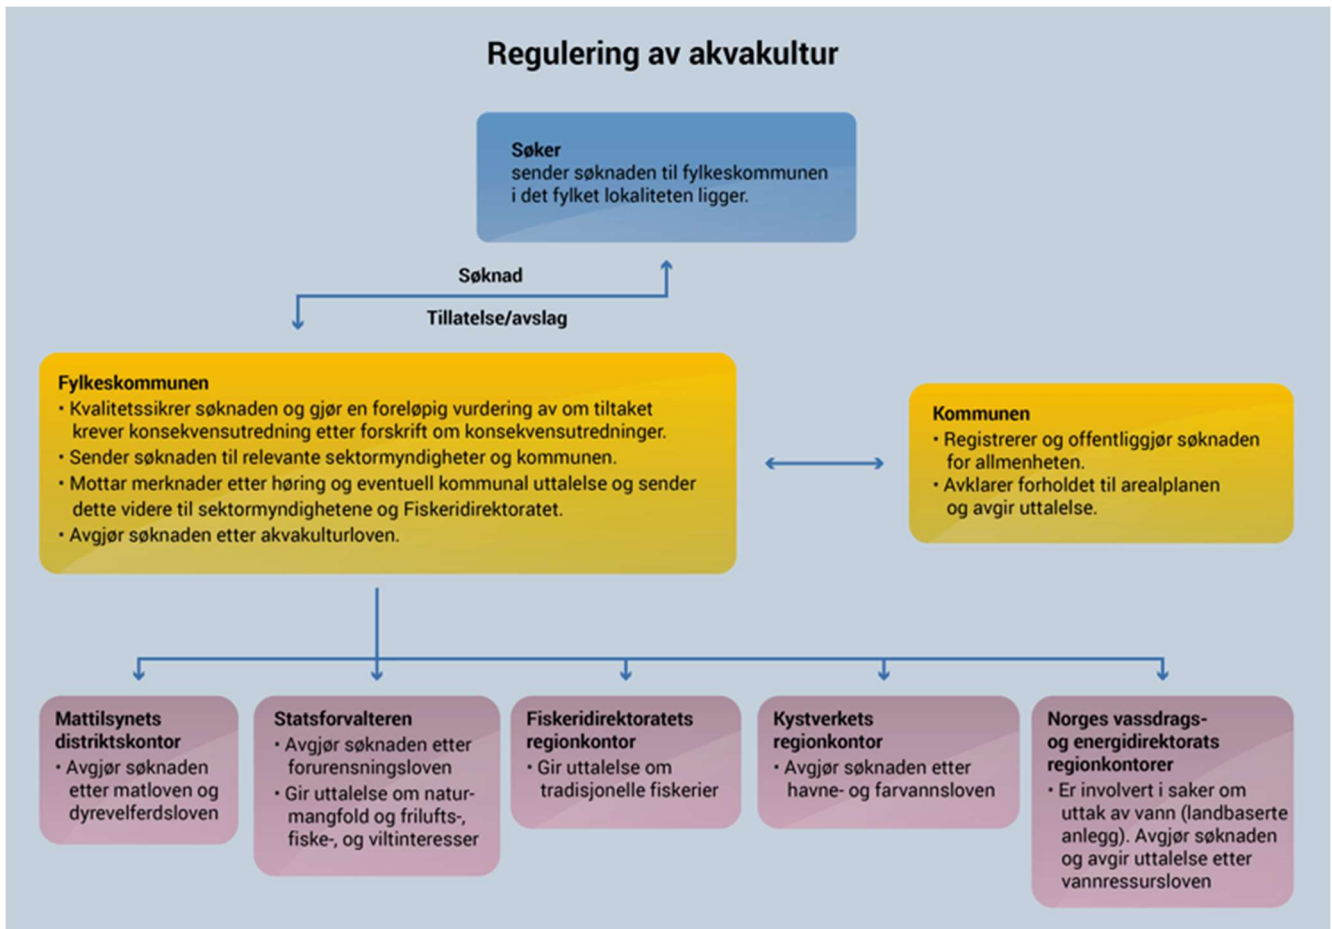 Regulering av akvakultur
Søker
sender søknaden til fylkeskommunen
i det fylket lokaliteten ligger.
Søknad
Tillatelse/avslag
Fylkeskommunen
· Kvalitetssikrer søknaden og gjør en foreløpig vurdering av om tiltaket
krever konsekvensutredning etter forskrift om konsekvensutredninger.
· Sender søknaden til relevante sektormyndigheter og kommunen.
· Mottar merknader etter høring og eventuell kommunal uttalelse og sender
dette videre til sektormyndighetene og Fiskeridirektoratet.
· Avgjør søknaden etter akvakulturloven.
Kommunen
· Registrerer og offentliggjør søknaden
for allmenheten.
· Avklarer forholdet til arealplanen
og avgir uttalelse.
Mattilsynets
distriktskontor
· Avgjør søknaden
etter matloven og
dyrevelferdsloven
Statsforvalteren
· Avgjør søknaden etter
forurensningsloven
· Gir uttalelse om natur-
mangfold og frilufts-,
fiske-, og viltinteresser
Fiskeridirektoratets
regionkontor
· Gir uttalelse om
tradisjonelle fiskerier
Kystverkets
regionkontor
· Avgjør søknaden etter
havne- og farvannsloven
Norges vassdrags-
og energidirektorats
regionkontorer
· Er involvert i saker om
uttak av vann (landbaserte
anlegg). Avgjør søknaden
og avgir uttalelse etter
vannressursloven